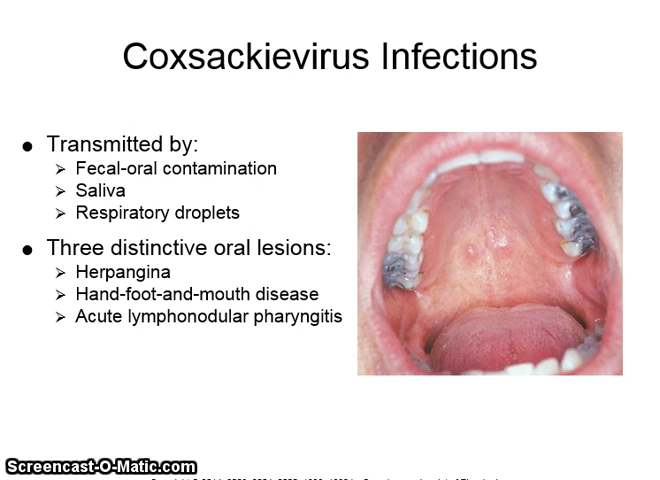 Coxsackievirus Infections
● Transmitted by:
➢ Fecal-oral contamination
➢ Saliva
➢ Respiratory droplets
● Three distinctive oral lesions:
➢ Herpangina
➢ Hand-foot-and-mouth disease
➢ Acute lymphonodular pharyngitis
Screencast-O-Matic.com